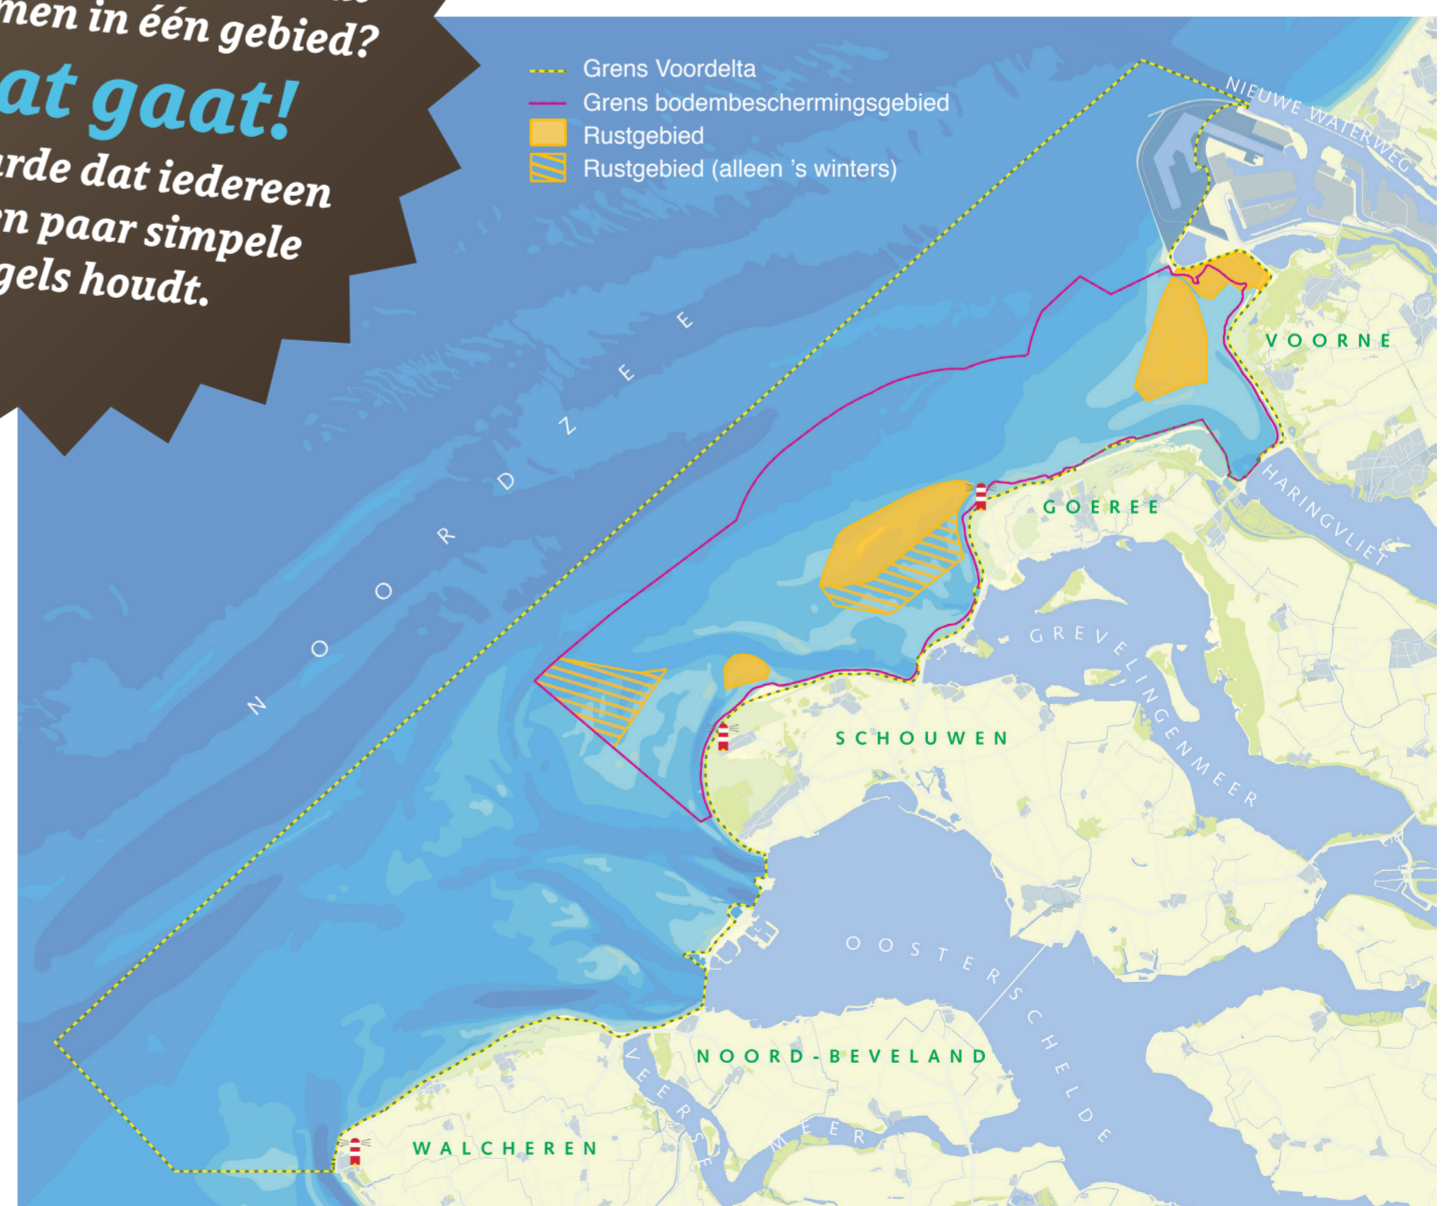 men in één gebied?
at gaat!
rde dat iedereen
n paar simpele
gels houdt.
Grens Voordelta
Grens bodembeschermingsgebied
Rustgebied
Rustgebied (alleen 's winters)
NIEUWE WATERWEG
NOORDZEE
VOORNE
GOEREE
HARINGVLIET
GREVELINGENMEER
SCHOUWEN
OOSTERSCHELDE
NOORD-BEVELAND
VEERSE MEER
WALCHEREN